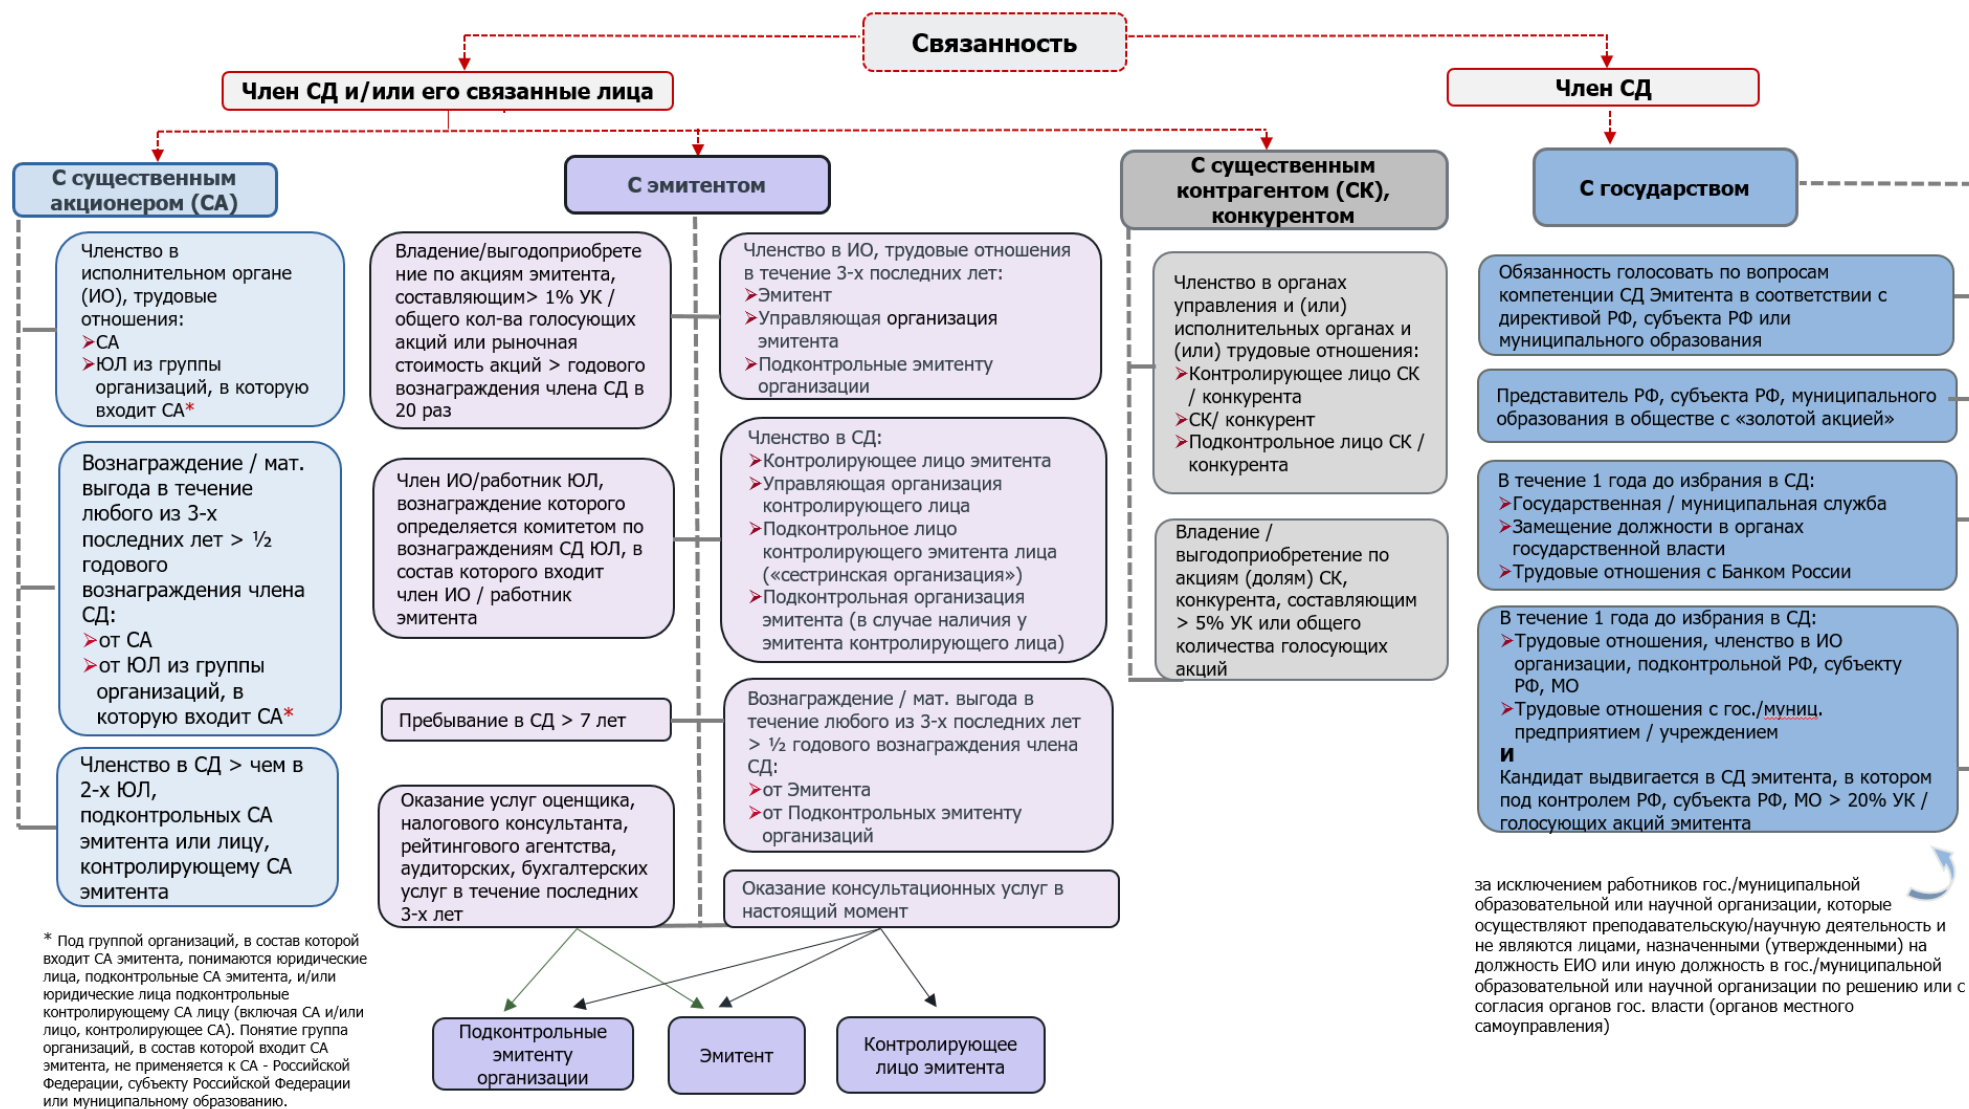 Связанность
Член СД и/или его связанные лица
Член СД
С существенным
акционером (СА)
Членство в
исполнительном органе
(ИО), трудовые
отношения:
СА
ЮЛ из группы
организаций, в которую
входит СА*
Вознаграждение / мат.
выгода в течение
любого из 3-х
последних лет > ½
годового
вознаграждения члена
СД:
от СА
от ЮЛ из группы
организаций, в
которую входит СА*
Членство в СД > чем в
2-х ЮЛ,
подконтрольных СА
эмитента или лицу,
контролирующему СА
эмитента
* Под группой организаций, в состав которой
входит СА эмитента, понимаются юридические
лица, подконтрольные СА эмитента, и/или
юридические лица подконтрольные
контролирующему СА лицу (включая СА и/или
лицо, контролирующее СА). Понятие группа
организаций, в состав которой входит СА
эмитента, не применяется к СА - Российской
Федерации, субъекту Российской Федерации
или муниципальному образованию.
С эмитентом
Владение/выгодоприобрете
ние по акциям эмитента,
составляющим> 1% УК /
общего кол-ва голосующих
акций или рыночная
стоимость акций > годового
вознаграждения члена СД в
20 раз
Член ИО/работник ЮЛ,
вознаграждение которого
определяется комитетом по
вознаграждениям СД ЮЛ, в
состав которого входит
член ИО / работник
эмитента
Пребывание в СД > 7 лет
Оказание услуг оценщика,
налогового консультанта,
рейтингового агентства,
аудиторских, бухгалтерских
услуг в течение последних
3-х лет
Членство в ИО, трудовые отношения
в течение 3-х последних лет:
Эмитент
Управляющая организация
эмитента
Подконтрольные эмитенту
организации
Членство в СД:
Контролирующее лицо эмитента
Управляющая организация
контролирующего лица
Подконтрольное лицо
контролирующего эмитента лица
(«сестринская организация»)
Подконтрольная организация
эмитента (в случае наличия у
эмитента контролирующего лица)
Вознаграждение / мат. выгода в
течение любого из 3-х последних лет
> ½ годового вознаграждения члена
СД:
от Эмитента
от Подконтрольных эмитенту
организаций
Оказание консультационных услуг в
настоящий момент
Подконтрольные
эмитенту
организации
Эмитент
Контролирующее
лицо эмитента
С существенным
контрагентом (СК),
конкурентом
Членство в органах
управления и (или)
исполнительных органах и
(или) трудовые отношения:
Контролирующее лицо СК
/ конкурента
СК/ конкурент
Подконтрольное лицо СК /
конкурента
Владение /
выгодоприобретение по
акциям (долям) СК,
конкурента, составляющим
> 5% УК или общего
количества голосующих
акций
С государством
Обязанность голосовать по вопросам
компетенции СД Эмитента в соответствии с
директивой РФ, субъекта РФ или
муниципального образования
Представитель РФ, субъекта РФ, муниципального
образования в обществе с «золотой акцией»
В течение 1 года до избрания в СД:
Государственная / муниципальная служба
Замещение должности в органах
государственной власти
Трудовые отношения с Банком России
В течение 1 года до избрания в СД:
Трудовые отношения, членство в ИО
организации, подконтрольной РФ, субъекту
РФ, МО
Трудовые отношения с гос./муниц.
предприятием / учреждением
И
Кандидат выдвигается в СД эмитента, в котором
под контролем РФ, субъекта РФ, МО > 20% УК /
голосующих акций эмитента
за исключением работников гос./муниципальной
образовательной или научной организации, которые
осуществляют преподавательскую/научную деятельность и
не являются лицами, назначенными (утвержденными) на
должность ЕИО или иную должность в гос./муниципальной
образовательной или научной организации по решению или с
согласия органов гос. власти (органов местного
самоуправления)